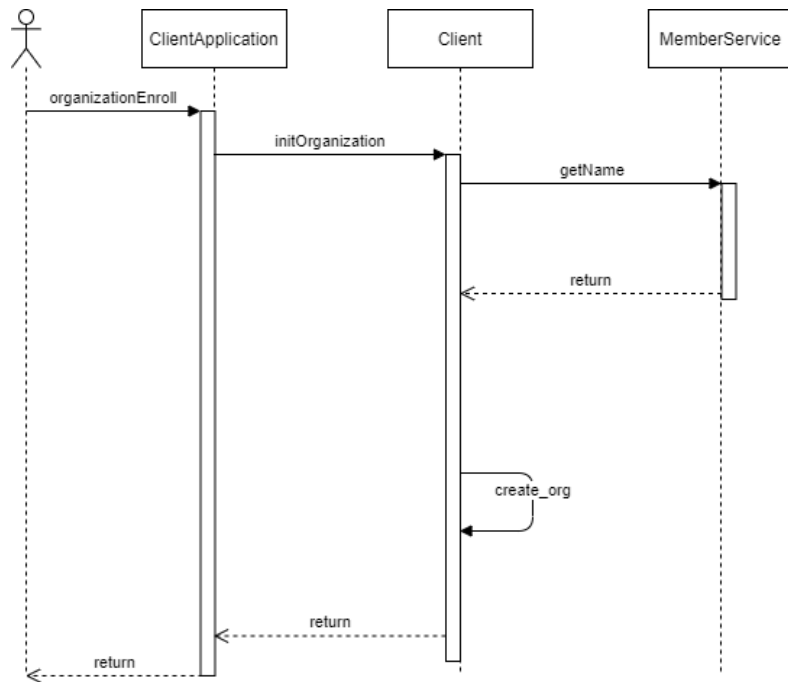 ClientApplication
Client
MemberService
organizationEnroll
initOrganization
getName
return
create_org
return
return